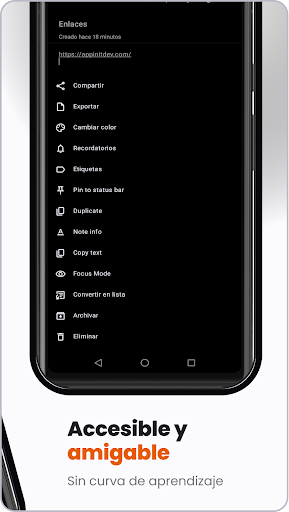 Enlaces
Creado hace 18 minutos
https://appinitdev.com/
Compartir
Exportar
Cambiar color
Recordatorios
Etiquetas
Pin to status bar
Duplicate
Note info
Copy text
Focus Mode
Convertir en lista
Archivar
Eliminar
Accesible y
amigable
Sin curva de aprendizaje